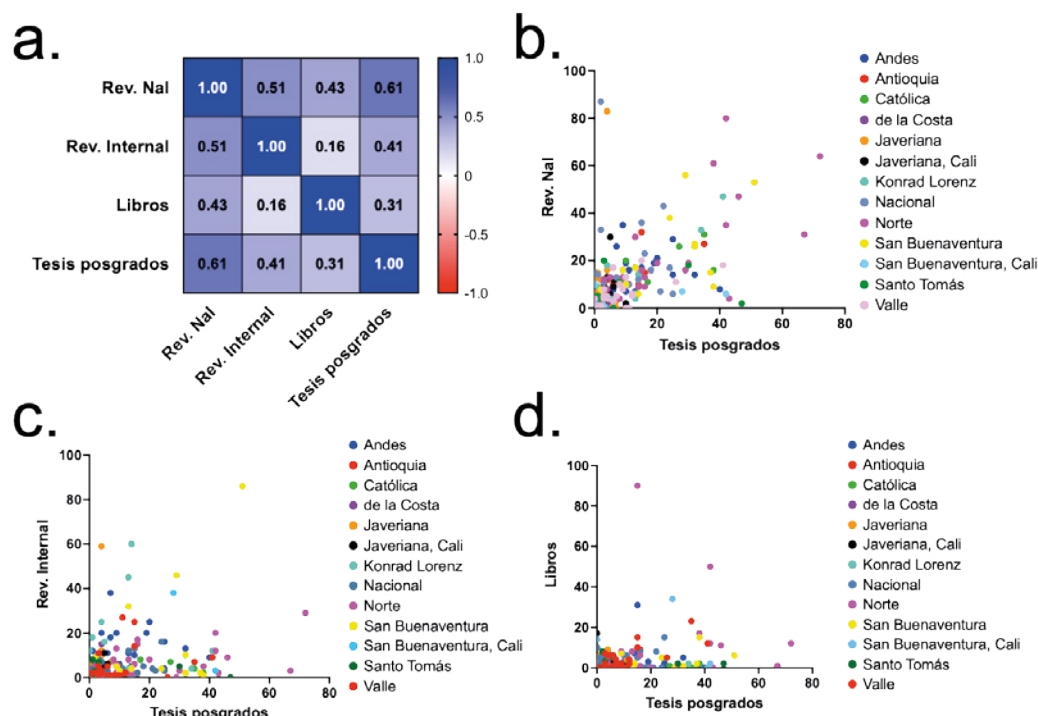 a.
Rev. Nal
Rev. Internal
Libros
Tesis posgrados
1.00 0.51 0.43 0.61
0.51 1.00 0.16 0.41
0.43 0.16 1.00 0.31
0.61 0.41 0.31 1.00
Rev. Nal
Rev. Internal
Libros
Tesis posgrados
1.0
0.5
0
-0.5
-1.0
b.
Rev. Nal
100
80
60
40
20
0
0 20 40 60 80
Tesis posgrados
Andes
Antioquia
Católica
de la Costa
Javeriana
Javeriana, Cali
Konrad Lorenz
Nacional
Norte
San Buenaventura
San Buenaventura, Cali
Santo Tomás
Valle
c.
Rev. Internal
100
80
60
40
20
0
0 20 40 60 80
Tesis posgrados
Andes
Antioquia
Católica
de la Costa
Javeriana
Javeriana, Cali
Konrad Lorenz
Nacional
Norte
San Buenaventura
San Buenaventura, Cali
Santo Tomás
Valle
d.
Libros
100
80
60
40
20
0
0 20 40 60 80
Tesis posgrados
Andes
Antioquia
Católica
de la Costa
Javeriana
Javeriana, Cali
Konrad Lorenz
Nacional
Norte
San Buenaventura
San Buenaventura, Cali
Santo Tomás
Valle